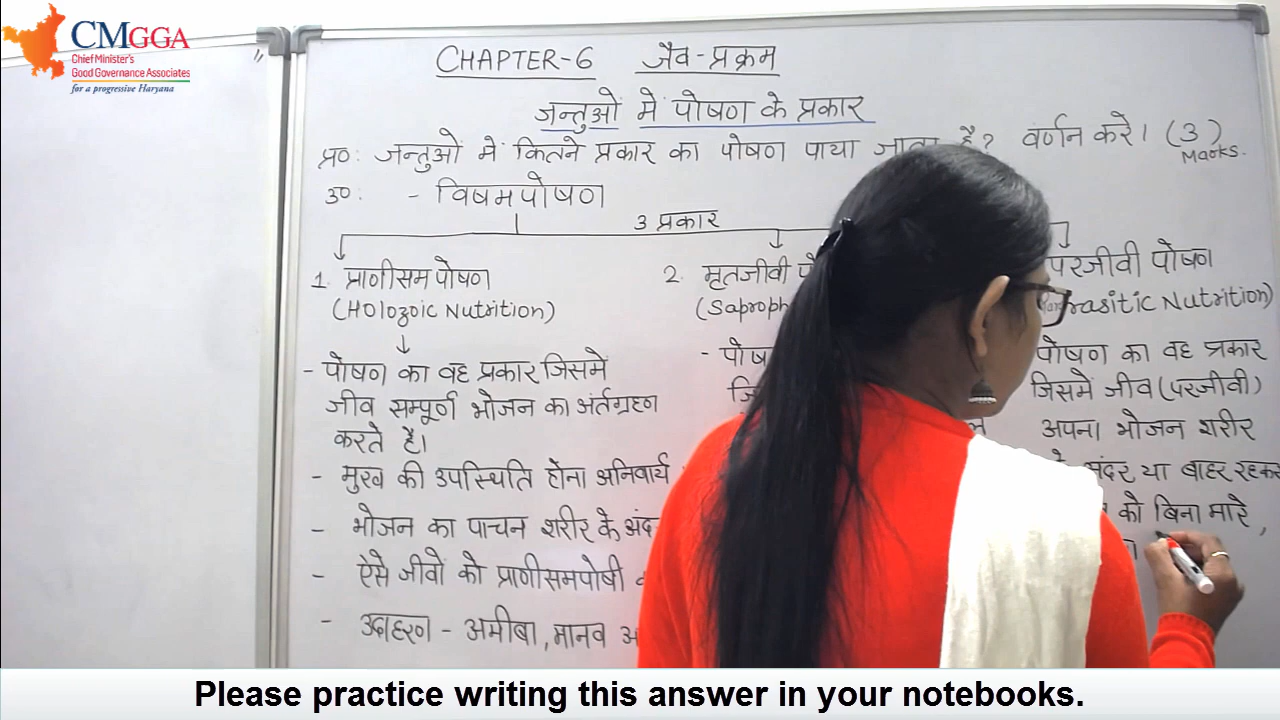 CMGGA
Chief Minister's
Good Governance Associates
for a progressive Haryana
CHAPTER-6 जैव-प्रक्रम
जन्तुओं में पोषण के प्रकार
प्र०: जन्तुओं में कितने प्रकार का पोषण पाया है? वर्णन करे। (3)
Marks.
उ०: - विषमपोषण
3 प्रकार
1. प्राणीसम पोषण
(Holozoic Nutrition)
- पोषण का वह प्रकार जिसमें
जीव सम्पूर्ण भोजन का अंर्तग्रहण
करते है।
- मुख की उपस्थिति होना अनिवार्य
- भोजन का पाचन शरीर के
- ऐसे जीवों को प्राणीसमपोषी
- उदाहरण - अमीबा, मानव
2. मृतजीवी
परजीवी पोषण
Nutrition)
पोषण का वह प्रकार
जिसमें जीव (परजीवी)
अपना भोजन शरीर
या बाहर रहकर
को बिना मारे,
Please practice writing this answer in your notebooks.